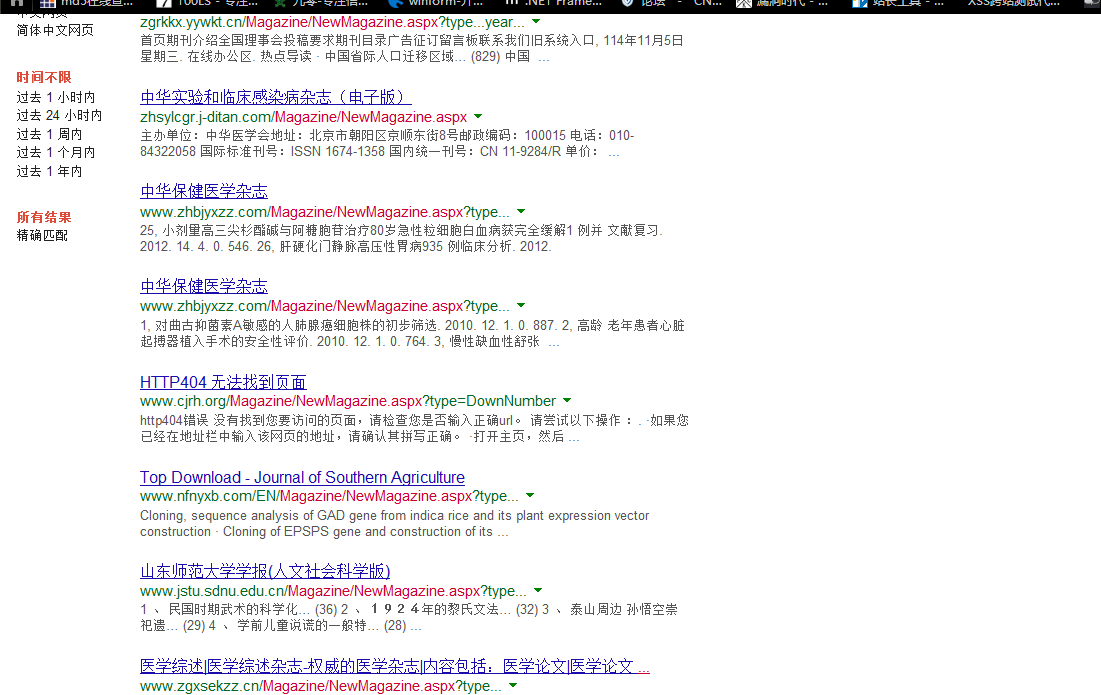 md5在线查...
TOOLS - 专注...
九零-专注信...
winform-介...
.NET Frame...
论坛 - CN...
漏洞时代 - ...
站长工具 - ...
XSS跨站测试代...
中文网页
简体中文网页
时间不限
过去 1 小时内
过去 24 小时内
过去 1 周内
过去 1 个月内
过去 1 年内
所有结果
精确匹配
zgrkkx.yywkt.cn/Magazine/NewMagazine.aspx?type...year...
首页期刊介绍全国理事会投稿要求期刊目录广告征订留言板联系我们旧系统入口, 114年11月5日
星期三. 在线办公区. 热点导读 · 中国省际人口迁移区域... (829) 中国 ...
中华实验和临床感染病杂志（电子版）
zhsylcgr.j-ditan.com/Magazine/NewMagazine.aspx
主办单位：中华医学会地址：北京市朝阳区京顺东街8号邮政编码：100015 电话：010-
84322058 国际标准刊号：ISSN 1674-1358 国内统一刊号：CN 11-9284/R 单价： ...
中华保健医学杂志
www.zhbjyxzz.com/Magazine/NewMagazine.aspx?type...
25, 小剂量高三尖杉酯碱与阿糖胞苷治疗80岁急性粒细胞白血病获完全缓解1 例并 文献复习.
2012. 14. 4. 0. 546. 26, 肝硬化门静脉高压性胃病935 例临床分析. 2012.
中华保健医学杂志
www.zhbjyxzz.com/Magazine/NewMagazine.aspx?type...
1, 对曲古抑菌素A敏感的人肺腺癌细胞株的初步筛选. 2010. 12. 1. 0. 887. 2, 高龄 老年患者心脏
起搏器植入手术的安全性评价. 2010. 12. 1. 0. 764. 3, 慢性缺血性舒张 ...
HTTP404 无法找到页面
www.cjrh.org/Magazine/NewMagazine.aspx?type=DownNumber
http404错误 没有找到您要访问的页面，请检查您是否输入正确url。 请尝试以下操作 ：. ·如果您
已经在地址栏中输入该网页的地址，请确认其拼写正确。 ·打开主页，然后 ...
Top Download - Journal of Southern Agriculture
www.nfnyxb.com/EN/Magazine/NewMagazine.aspx?type...
Cloning, sequence analysis of GAD gene from indica rice and its plant expression vector
construction · Cloning of EPSPS gene and construction of its ...
山东师范大学学报(人文社会科学版)
www.jstu.sdnu.edu.cn/Magazine/NewMagazine.aspx?type...
1 、 民国时期武术的科学化... (36) 2 、 １９２４年的黎氏文法... (32) 3 、 泰山周边 孙悟空崇
祀遗... (29) 4 、 学前儿童说谎的一般特... (28) ...
医学综述|医学综述杂志-权威的医学杂志|内容包括：医学论文|医学论文 ...
www.zgxsekzz.cn/Magazine/NewMagazine.aspx?type...